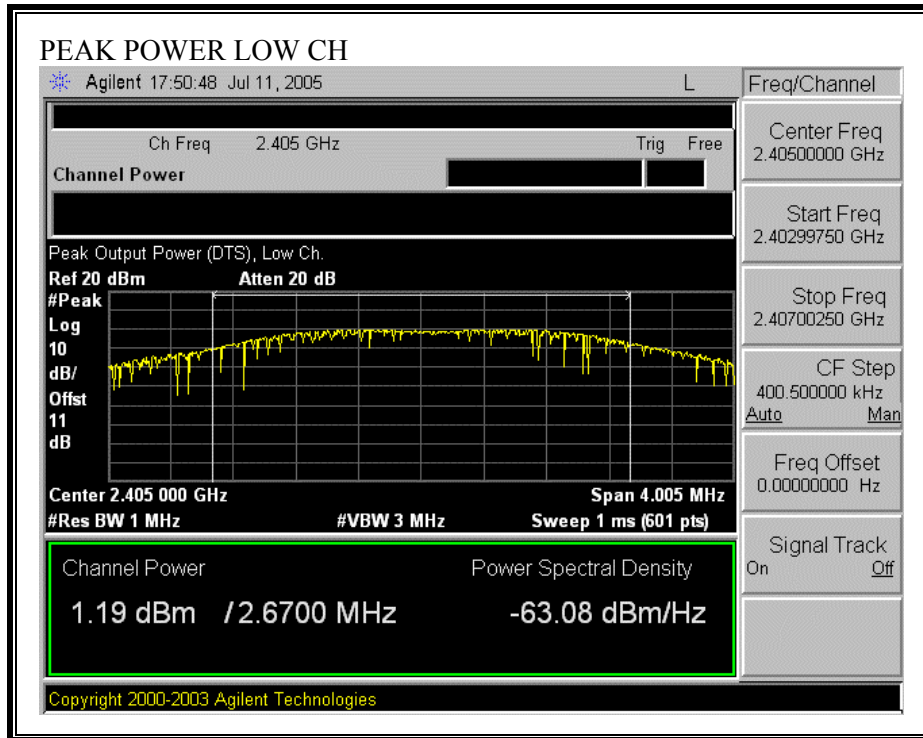 PEAK POWER LOW CH
Agilent 17:50:48 Jul 11, 2005 L
Freq/Channel
Ch Freq 2.405 GHz Trig Free
Channel Power
Peak Output Power (DTS), Low Ch.
Ref 20 dBm Atten 20 dB
#Peak
Log
10
dB/
Offst
11
dB
Center 2.405 000 GHz Span 4.005 MHz
#Res BW 1 MHz #VBW 3 MHz Sweep 1 ms (601 pts)
Channel Power Power Spectral Density
1.19 dBm / 2.6700 MHz -63.08 dBm/Hz
Copyright 2000-2003 Agilent Technologies
Center Freq
2.40500000 GHz
Start Freq
2.40299750 GHz
Stop Freq
2.40700250 GHz
CF Step
400.500000 kHz
Auto Man
Freq Offset
0.00000000 Hz
Signal Track
On Off